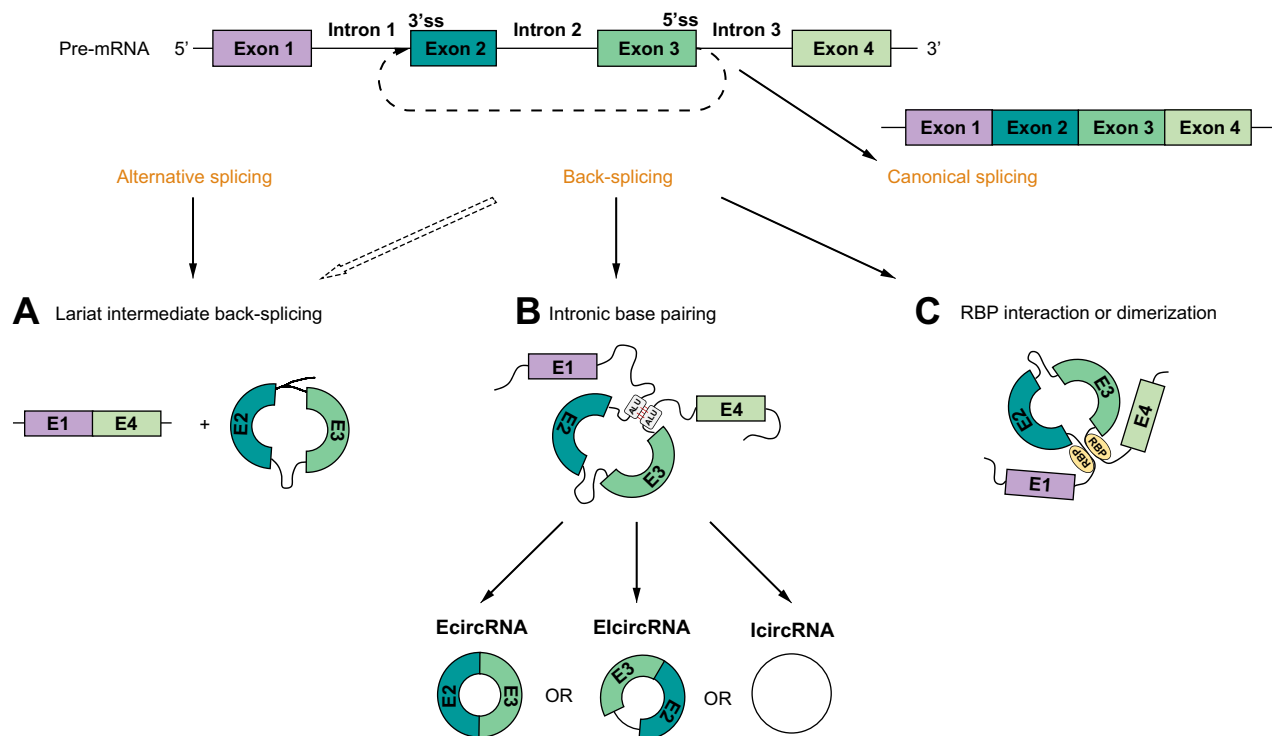 3'ss 5'ss
Intron 1 Intron 2 Intron 3
Pre-mRNA 5' Exon 1 Exon 2 Exon 3 Exon 4 3'
Exon 1 Exon 2 Exon 3 Exon 4
Alternative splicing Back-splicing Canonical splicing
A Lariat intermediate back-splicing B Intronic base pairing C RBP interaction or dimerization
E1 E4 + E2 E3
E1 ALU ALU E4 E2 E3
E3 E2 E4 RBP RBP E1
EcircRNA EIcircRNA IcircRNA
E2 E3 OR E3 E2 OR